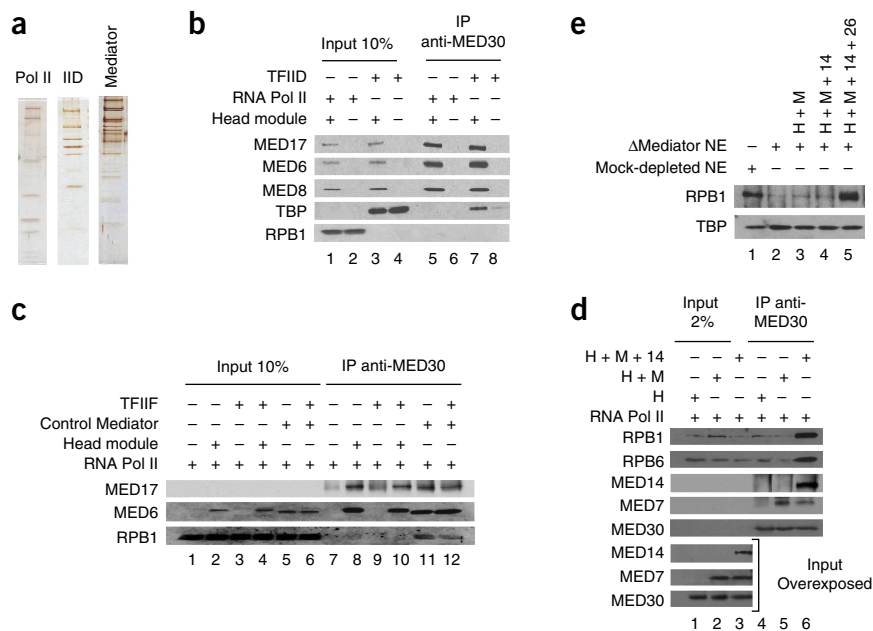 a
Pol II IID Mediator
b
Input 10% IP anti-MED30
TFIID – – + + – – + +
RNA Pol II + + – – + + – –
Head module + – + – + – + –
MED17
MED6
MED8
TBP
RPB1
1 2 3 4 5 6 7 8
e
H + M
H + M + 14
H + M + 14 + 26
ΔMediator NE – + + + +
Mock-depleted NE + – – – –
RPB1
TBP
1 2 3 4 5
c
Input 10% IP anti-MED30
TFIIF – – + + – + – – + + – +
Control Mediator – – – – + + – – – – + +
Head module – + – + – – – + – + – –
RNA Pol II + + + + + + + + + + + +
MED17
MED6
RPB1
1 2 3 4 5 6 7 8 9 10 11 12
d
Input 2% IP anti-MED30
H + M + 14 – – + – – +
H + M – + – – + –
H + – – + – –
RNA Pol II + + + + + +
RPB1
RPB6
MED14
MED7
MED30
MED14
MED7
MED30
Input
Overexposed
1 2 3 4 5 6